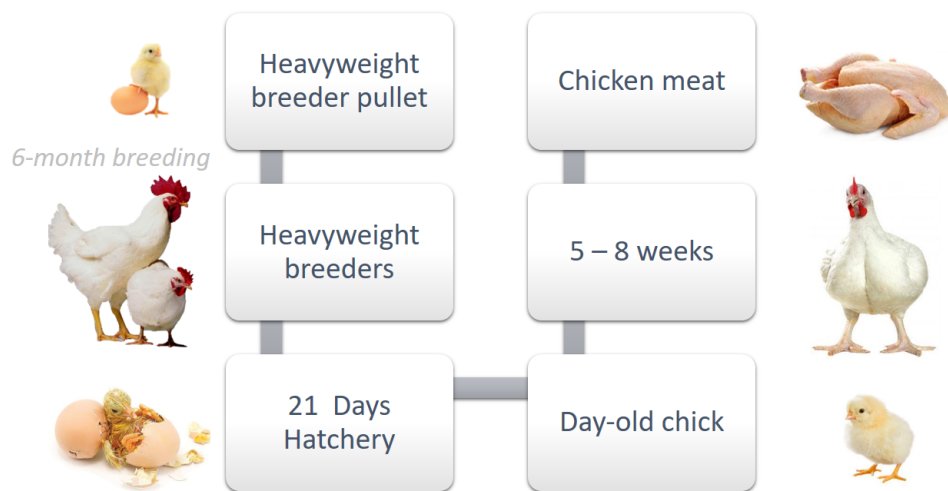 Heavyweight
breeder pullet
6-month breeding
Heavyweight
breeders
21 Days
Hatchery
Day-old chick
5 – 8 weeks
Chicken meat